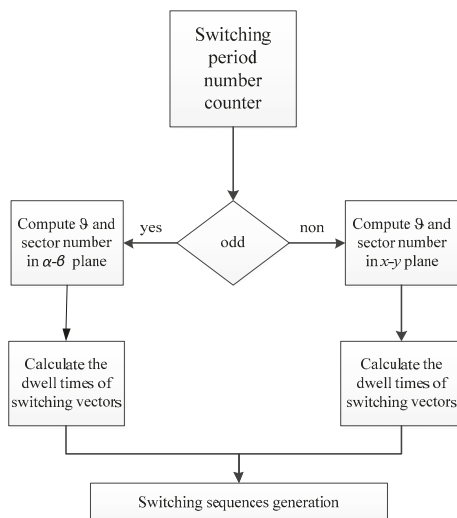 Switching
period
number
counter
odd
yes
non
Compute ϑ and
sector number
in α-β plane
Compute ϑ and
sector number
in x-y plane
Calculate the
dwell times of
switching vectors
Calculate the
dwell times of
switching vectors
Switching sequences generation